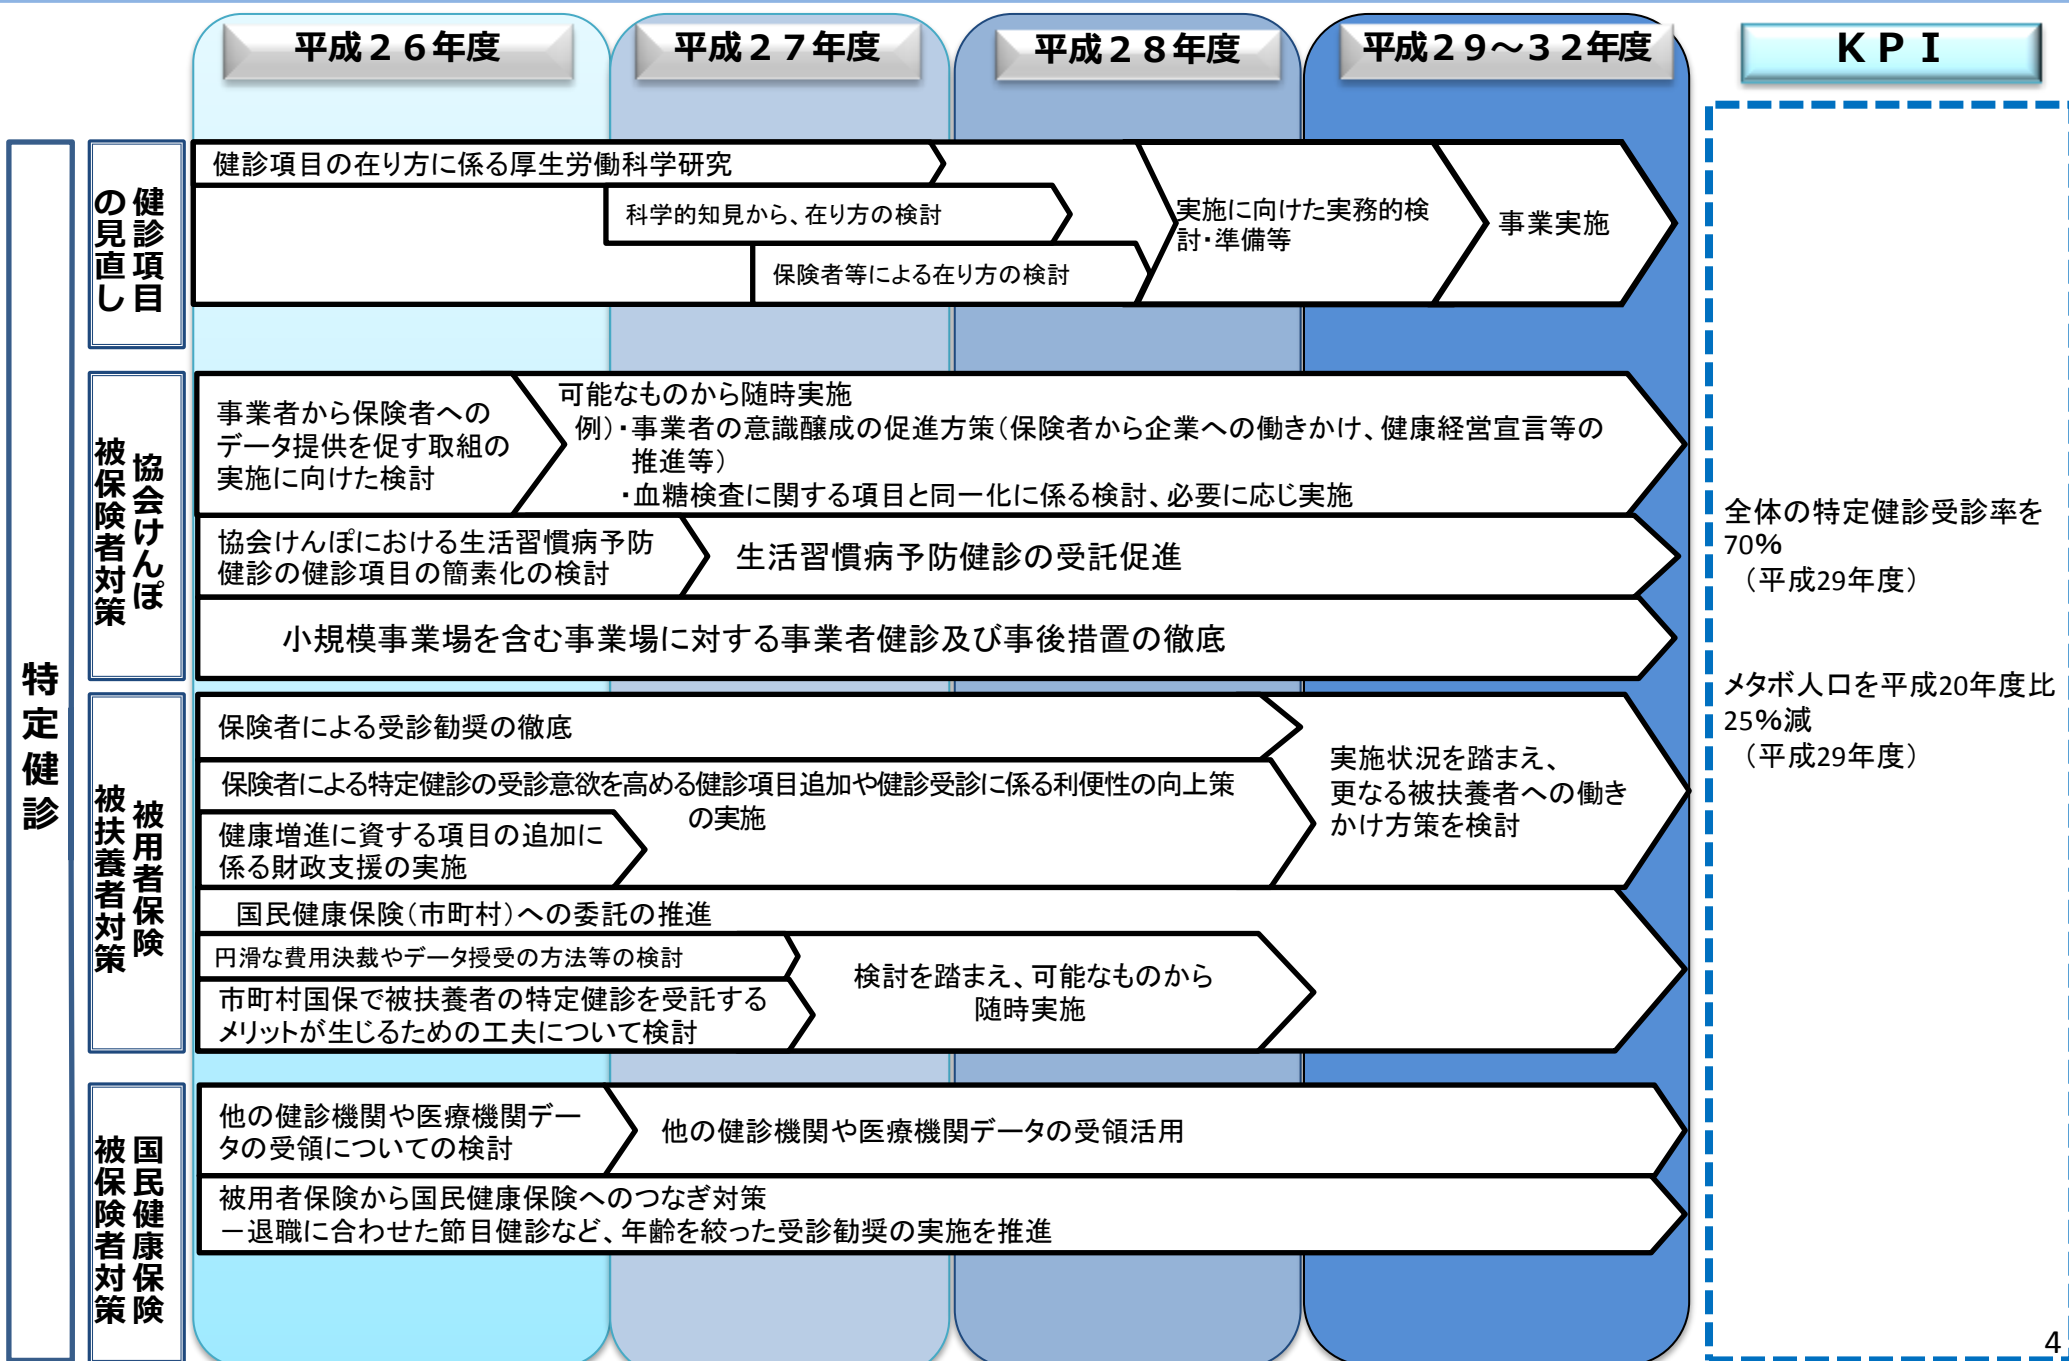 平成２６年度
平成２７年度
平成２８年度
平成２９～３２年度
ＫＰＩ
特定健診
健診項目
の見直し
健診項目の在り方に係る厚生労働科学研究
科学的知見から、在り方の検討
保険者等による在り方の検討
実施に向けた実務的検
討・準備等
事業実施
協会けんぽ
被保険者対策
事業者から保険者への
データ提供を促す取組の
実施に向けた検討
可能なものから随時実施
例）・事業者の意識醸成の促進方策（保険者から企業への働きかけ、健康経営宣言等の
推進等）
・血糖検査に関する項目と同一化に係る検討、必要に応じ実施
協会けんぽにおける生活習慣病予防
健診の健診項目の簡素化の検討
生活習慣病予防健診の受託促進
小規模事業場を含む事業場に対する事業者健診及び事後措置の徹底
被用者保険
被扶養者対策
保険者による受診勧奨の徹底
保険者による特定健診の受診意欲を高める健診項目追加や健診受診に係る利便性の向上策
の実施
健康増進に資する項目の追加に
係る財政支援の実施
実施状況を踏まえ、
更なる被扶養者への働き
かけ方策を検討
国民健康保険（市町村）への委託の推進
円滑な費用決裁やデータ授受の方法等の検討
市町村国保で被扶養者の特定健診を受託する
メリットが生じるための工夫について検討
検討を踏まえ、可能なものから
随時実施
国民健康保険
被保険者対策
他の健診機関や医療機関デー
タの受領についての検討
他の健診機関や医療機関データの受領活用
被用者保険から国民健康保険へのつなぎ対策
－退職に合わせた節目健診など、年齢を絞った受診勧奨の実施を推進
全体の特定健診受診率を
70%
（平成29年度）
メタボ人口を平成20年度比
25%減
（平成29年度）
4